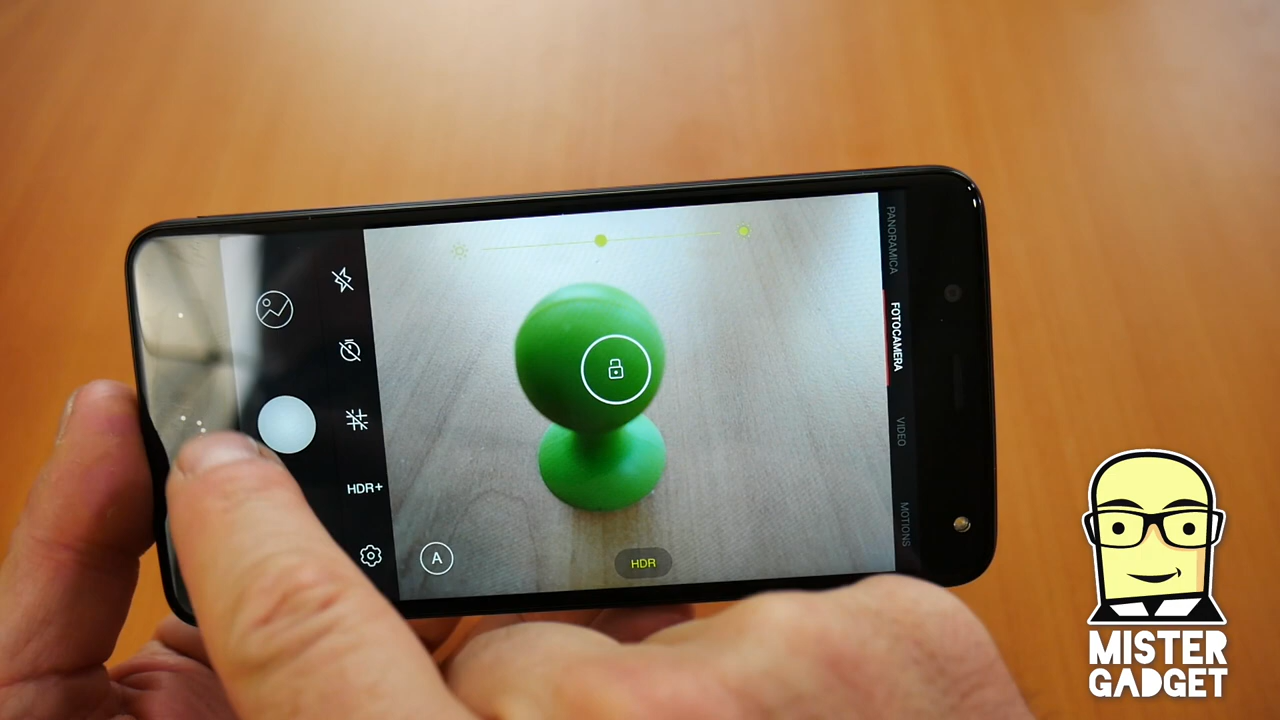 PANORAMICA
FOTOCAMERA
VIDEO
MOTIONS
HDR+
A
HDR
MISTER
GADGET